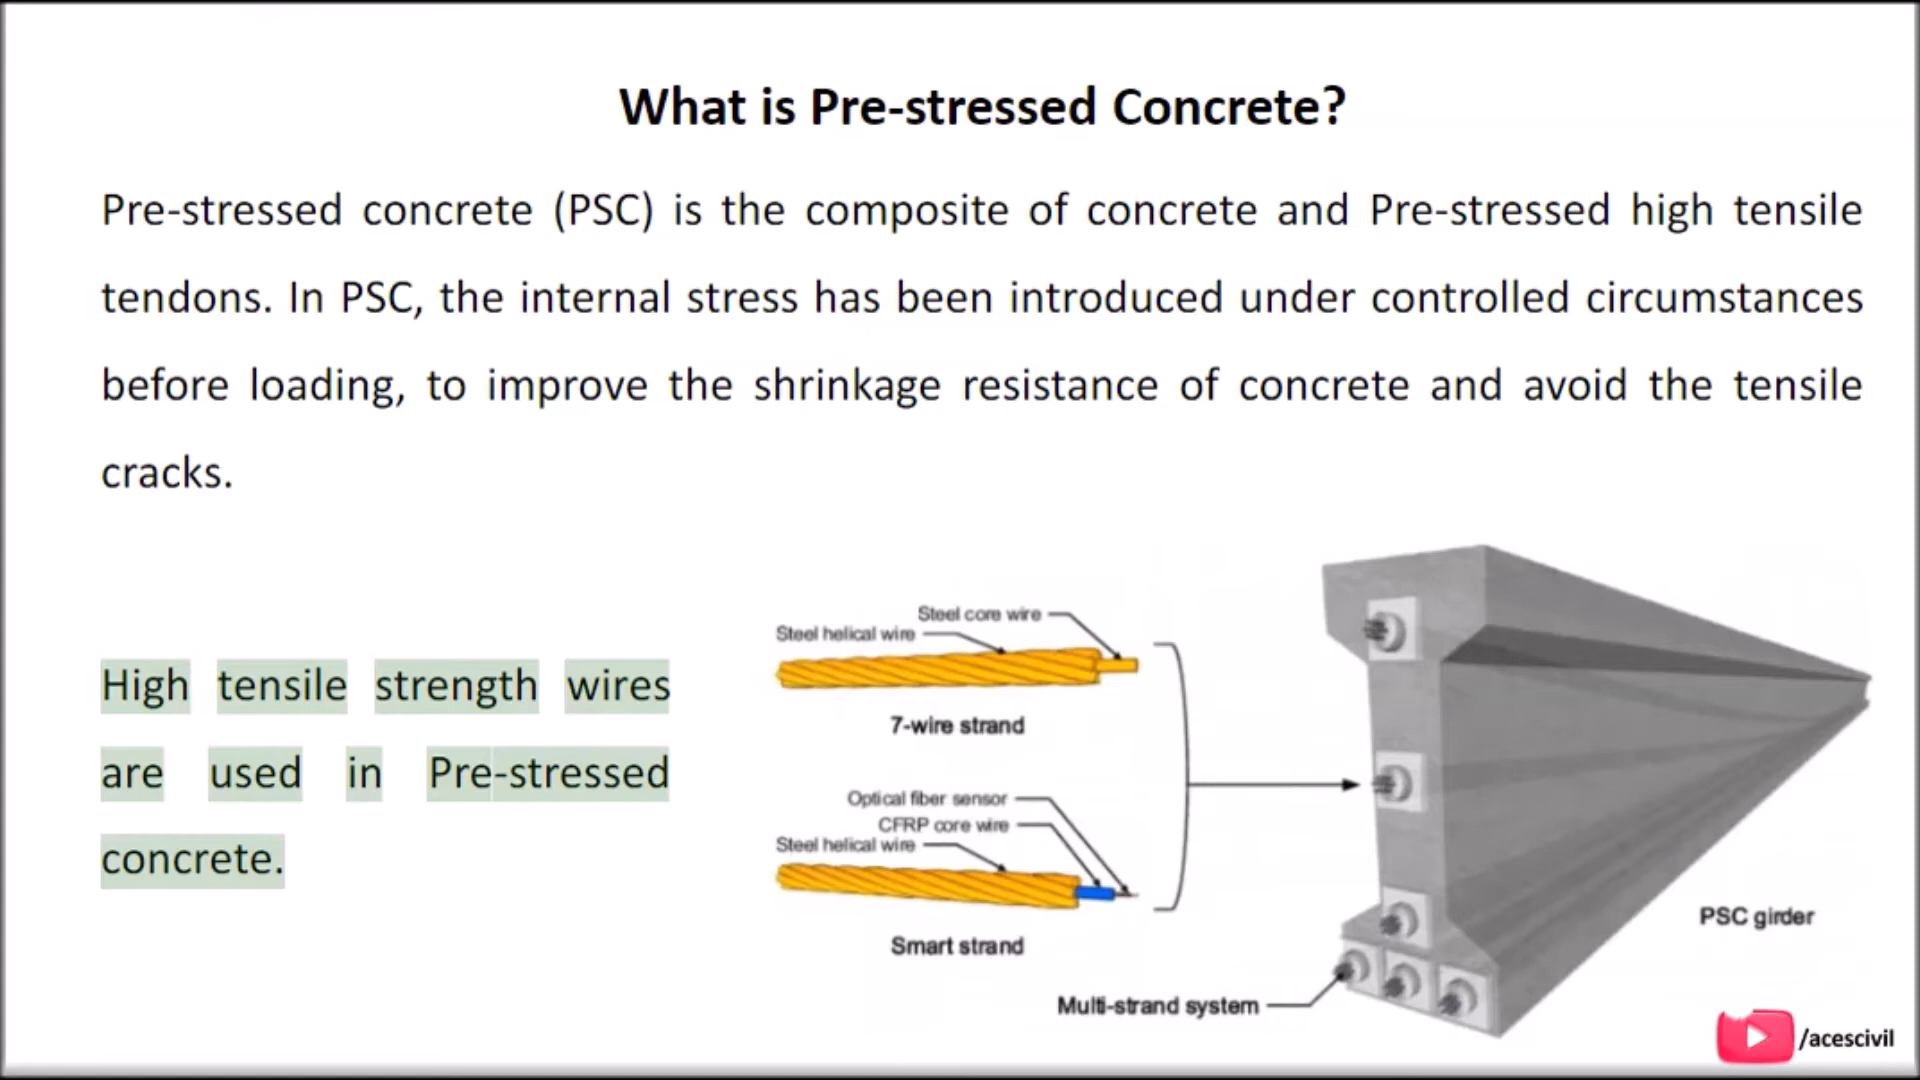 What is Pre-stressed Concrete?
Pre-stressed concrete (PSC) is the composite of concrete and Pre-stressed high tensile
tendons. In PSC, the internal stress has been introduced under controlled circumstances
before loading, to improve the shrinkage resistance of concrete and avoid the tensile
cracks.
High tensile strength wires
are used in Pre-stressed
concrete.
Steel core wire
Steel helical wire
7-wire strand
Optical fiber sensor
CFRP core wire
Steel helical wire
Smart strand
Multi-strand system
PSC girder
/acescivil